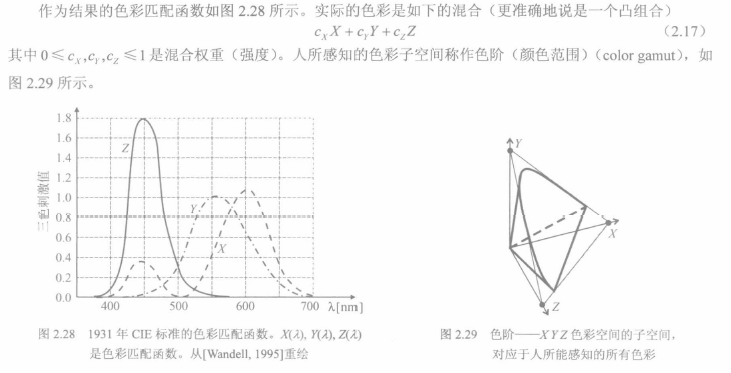 作为结果的色彩匹配函数如图 2.28 所示。实际的色彩是如下的混合（更准确地说是一个凸组合）
c_X X + c_Y Y + c_Z Z （2.17）
其中 0≤c_X,c_Y,c_Z≤1 是混合权重（强度）。人所感知的色彩子空间称作色阶（颜色范围）（color gamut），如
图 2.29 所示。
1.8
1.6
1.4
1.2
1.0
0.8
0.6
0.4
0.2
0.0
三色刺激值
Z
Y
X
400
500
600
700
λ[nm]
Y
X
Z
图 2.28 1931 年 CIE 标准的色彩匹配函数。X(λ), Y(λ), Z(λ)
是色彩匹配函数。从[Wandell, 1995]重绘
图 2.29 色阶——XYZ 色彩空间的子空间，
对应于人所能感知的所有色彩